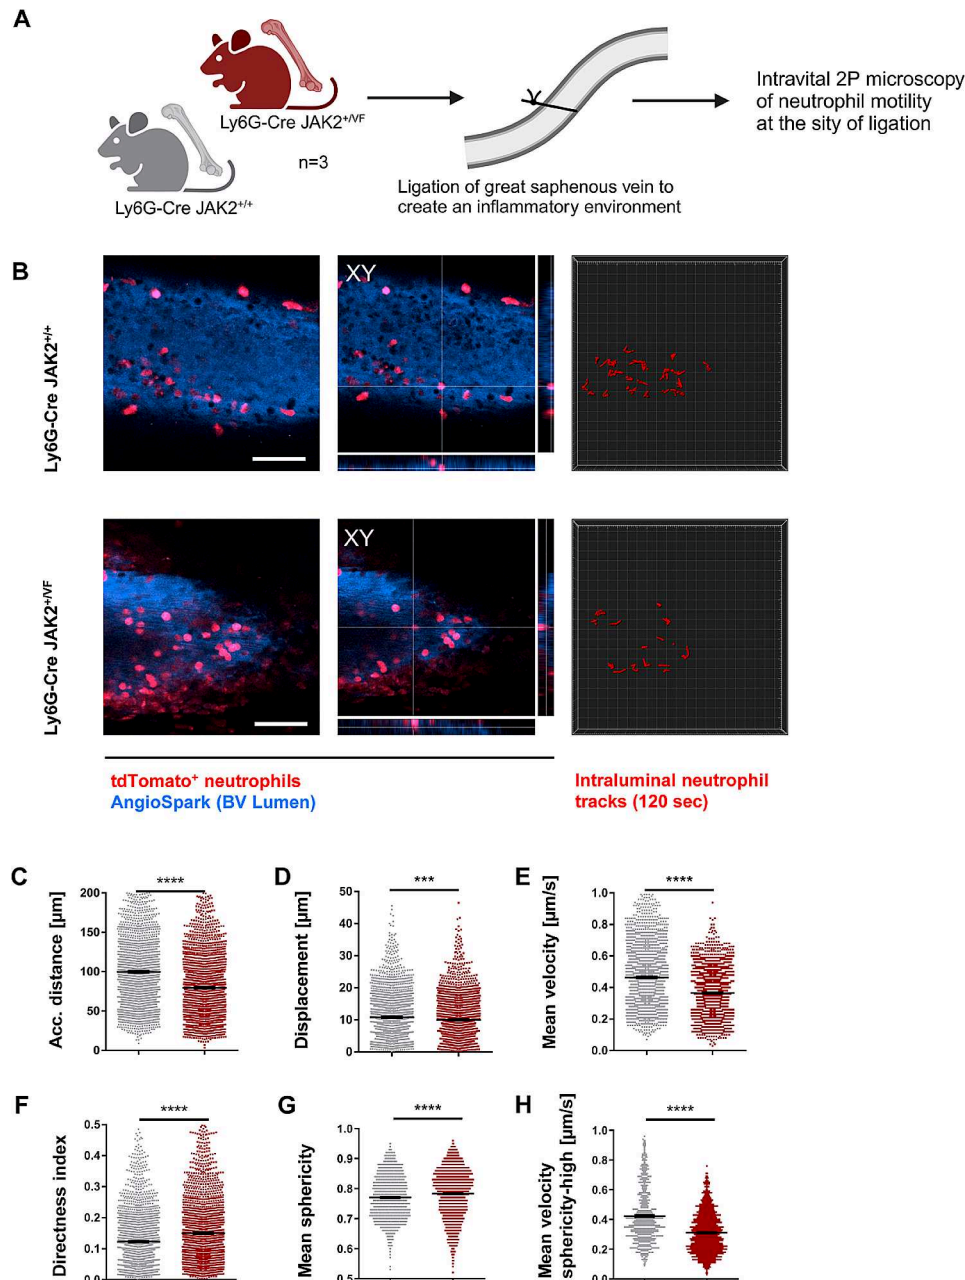 A
Ly6G-Cre JAK2+/VF
n=3
Ly6G-Cre JAK2+/+
Ligation of great saphenous vein to
create an inflammatory environment
Intravital 2P microscopy
of neutrophil motility
at the sity of ligation
B
Ly6G-Cre JAK2+/+
XY
Ly6G-Cre JAK2+/VF
XY
tdTomato+ neutrophils
AngioSpark (BV Lumen)
Intraluminal neutrophil
tracks (120 sec)
C
Acc. distance [µm]
200
150
100
50
0
****
D
Displacement [µm]
50
40
30
20
10
0
***
E
Mean velocity [µm/s]
1.0
0.8
0.6
0.4
0.2
0.0
****
F
Directness index
0.5
0.4
0.3
0.2
0.1
0.0
****
G
Mean sphericity
1.0
0.9
0.8
0.7
0.6
0.5
****
H
Mean velocity
sphericity-high [µm/s]
1.0
0.8
0.6
0.4
0.2
0.0
****